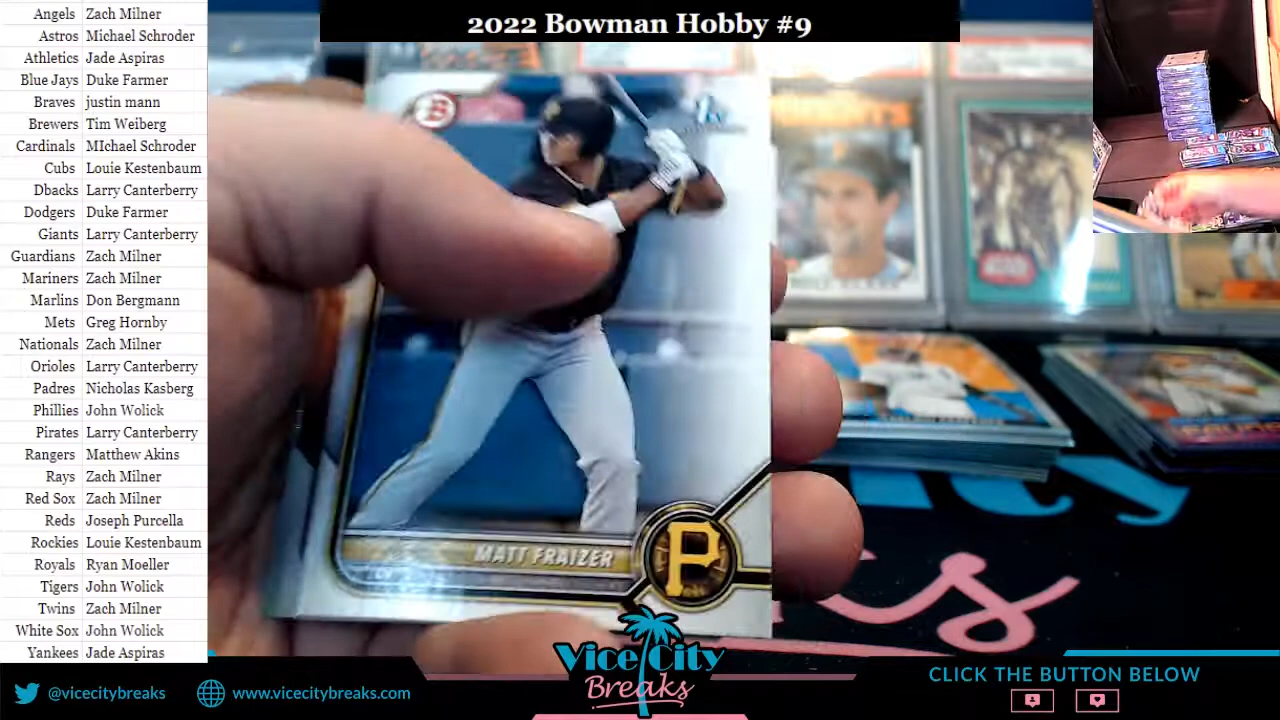 2022 Bowman Hobby #9
Angels Zach Milner
Astros Michael Schroder
Athletics Jade Aspiras
Blue Jays Duke Farmer
Braves justin mann
Brewers Tim Weiberg
Cardinals MIchael Schroder
Cubs Louie Kestenbaum
Dbacks Larry Canterberry
Dodgers Duke Farmer
Giants Larry Canterberry
Guardians Zach Milner
Mariners Zach Milner
Marlins Don Bergmann
Mets Greg Hornby
Nationals Zach Milner
Orioles Larry Canterberry
Padres Nicholas Kasberg
Phillies John Wolick
Pirates Larry Canterberry
Rangers Matthew Akins
Rays Zach Milner
Red Sox Zach Milner
Reds Joseph Purcella
Rockies Louie Kestenbaum
Royals Ryan Moeller
Tigers John Wolick
Twins Zach Milner
White Sox John Wolick
Yankees Jade Aspiras
B
1st
MATT FRAIZER
P
@vicecitybreaks
www.vicecitybreaks.com
Vice City
Breaks
CLICK THE BUTTON BELOW